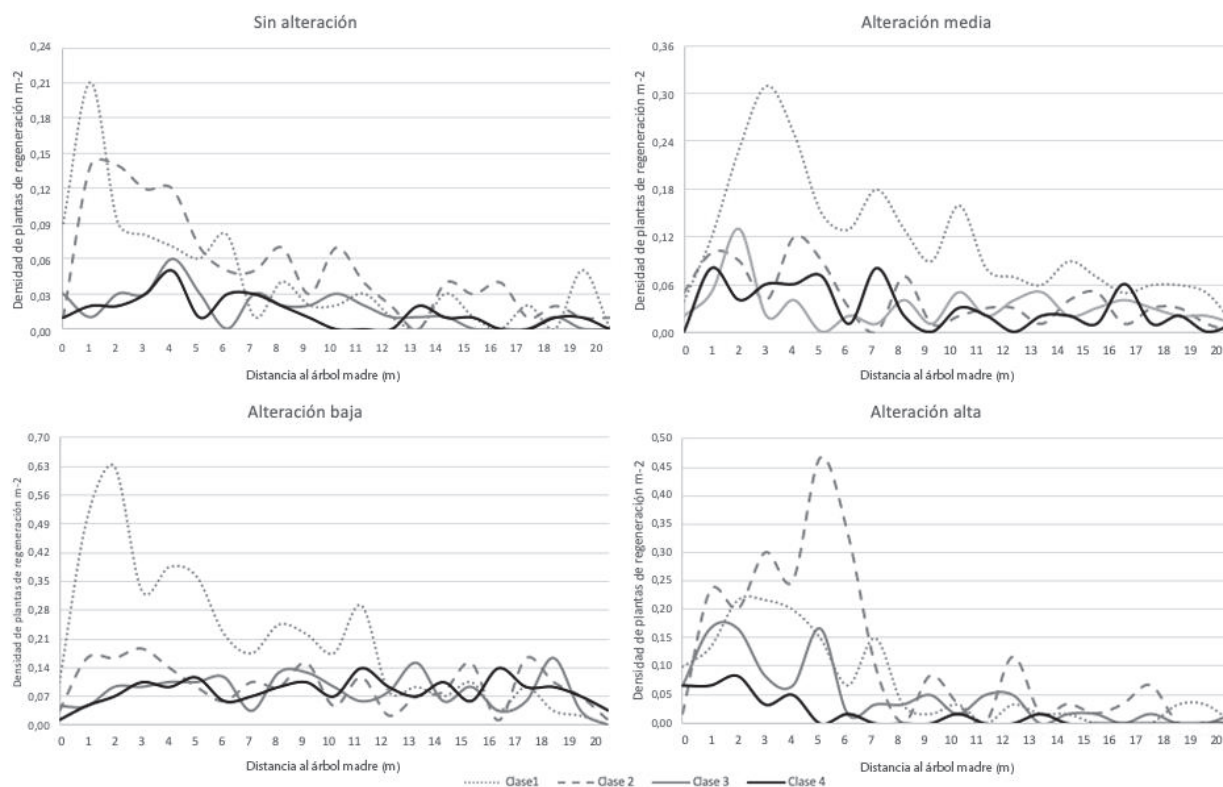 Sin alteración
Densidad de plantas de regeneración m-2
0,24
0,21
0,18
0,15
0,12
0,09
0,06
0,03
0,00
0 1 2 3 4 5 6 7 8 9 10 11 12 13 14 15 16 17 18 19 20
Distancia al árbol madre (m)
Alteración media
Densidad de plantas de regeneración m-2
0,36
0,30
0,24
0,18
0,12
0,06
0,00
0 1 2 3 4 5 6 7 8 9 10 11 12 13 14 15 16 17 18 19 20
Distancia al árbol madre (m)
Alteración baja
Densidad de plantas de regeneración m-2
0,70
0,63
0,56
0,49
0,42
0,35
0,28
0,21
0,14
0,07
0,00
0 1 2 3 4 5 6 7 8 9 10 11 12 13 14 15 16 17 18 19 20
Distancia al árbol madre (m)
Alteración alta
Densidad de plantas de regeneración m-2
0,50
0,45
0,40
0,35
0,30
0,25
0,20
0,15
0,10
0,05
0,00
0 1 2 3 4 5 6 7 8 9 10 11 12 13 14 15 16 17 18 19 20
Distancia al árbol madre (m)
Clase1 Clase 2 Clase 3 Clase 4